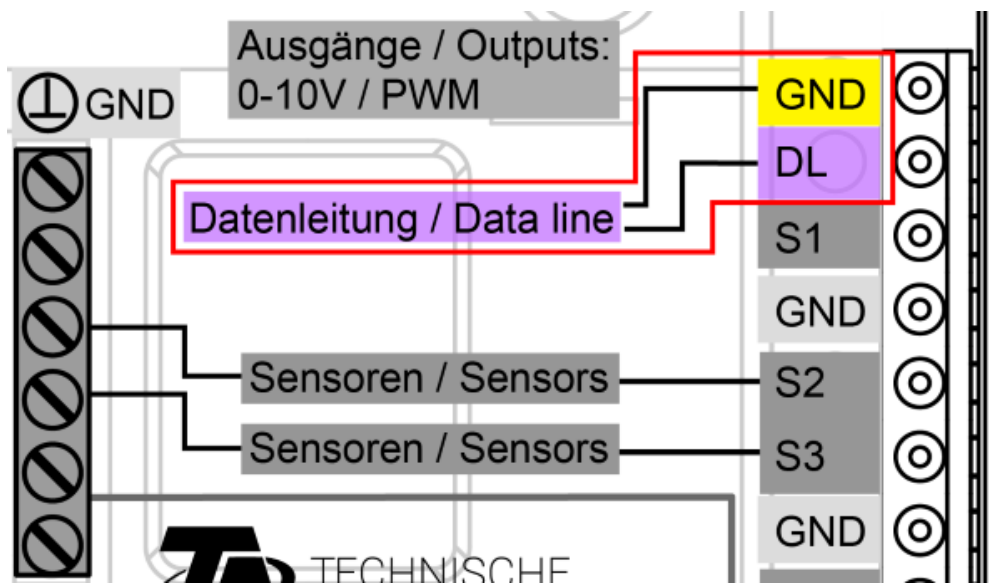 Ausgänge / Outputs:
0-10V / PWM
GND
GND
DL
Datenleitung / Data line
S1
GND
Sensoren / Sensors
S2
Sensoren / Sensors
S3
GND
TA
TECHNISCHE